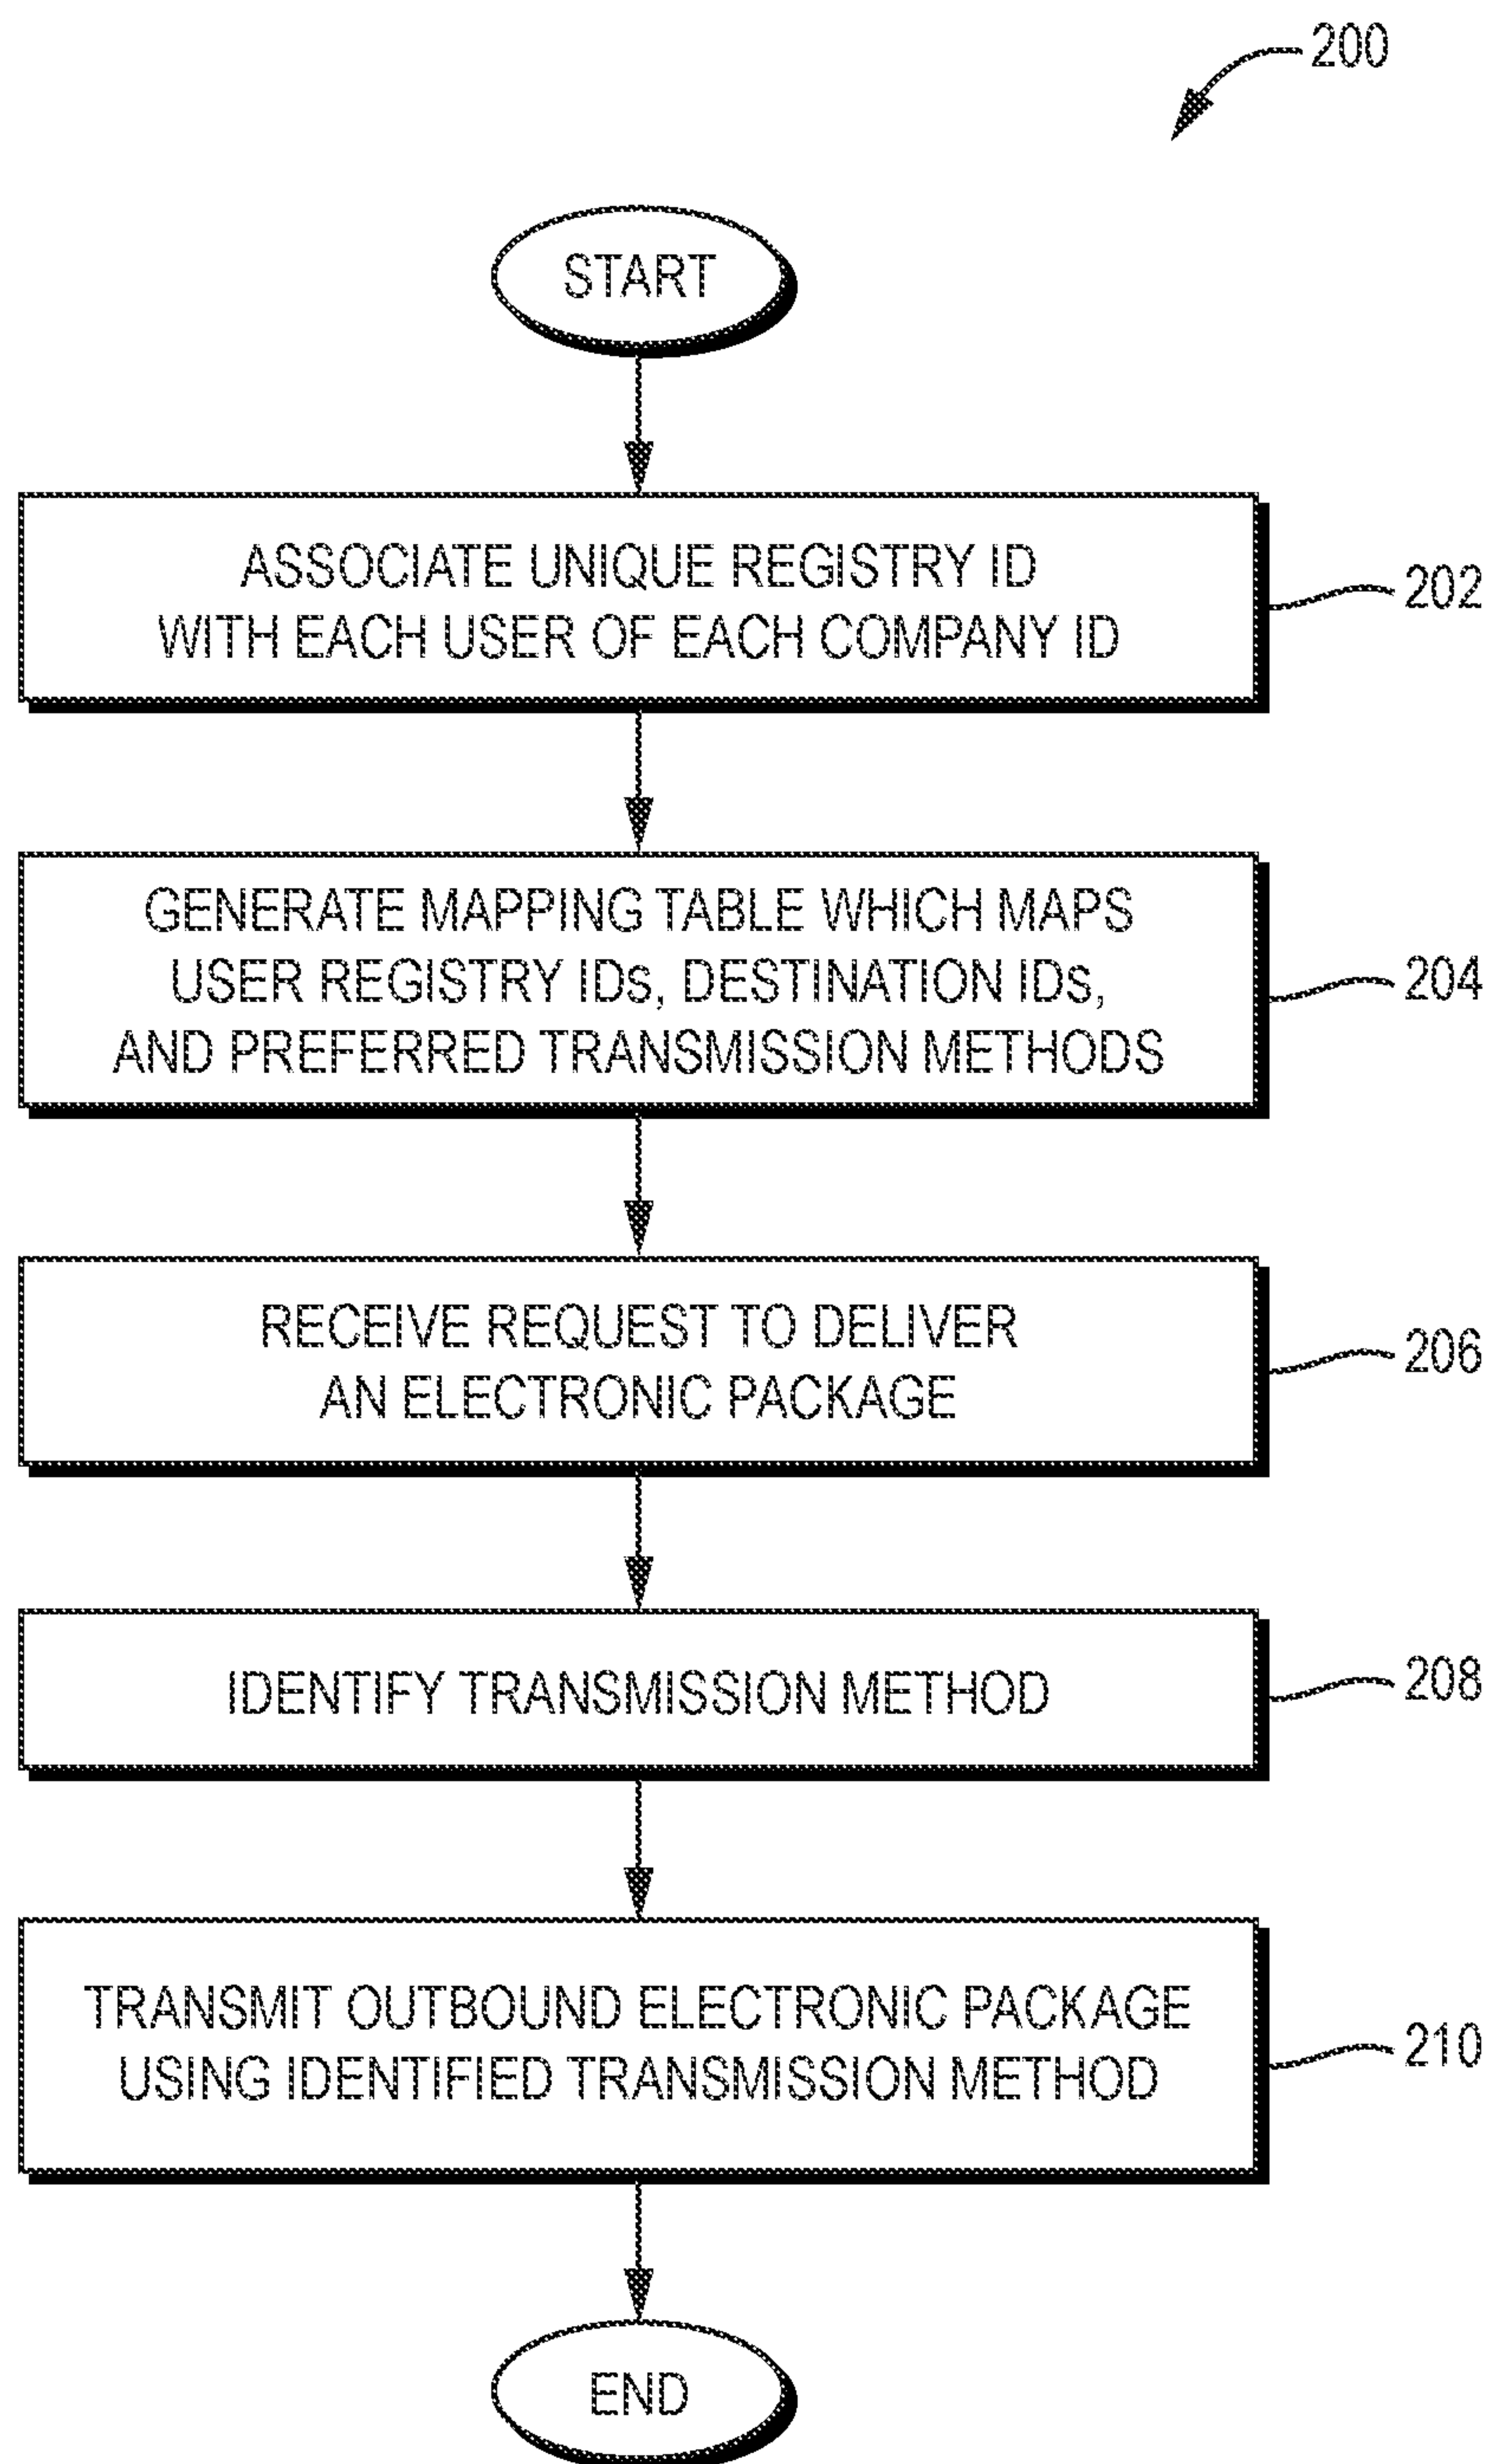 200
START
ASSOCIATE UNIQUE REGISTRY ID
WITH EACH USER OF EACH COMPANY ID
202
GENERATE MAPPING TABLE WHICH MAPS
USER REGISTRY IDs, DESTINATION IDs,
AND PREFERRED TRANSMISSION METHODS
204
RECEIVE REQUEST TO DELIVER
AN ELECTRONIC PACKAGE
206
IDENTIFY TRANSMISSION METHOD
208
TRANSMIT OUTBOUND ELECTRONIC PACKAGE
USING IDENTIFIED TRANSMISSION METHOD
210
END